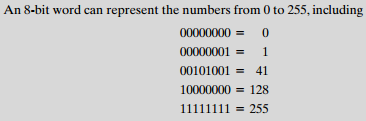 An 8-bit word can represent the numbers from 0 to 255, including
00000000 = 0
00000001 = 1
00101001 = 41
10000000 = 128
11111111 = 255